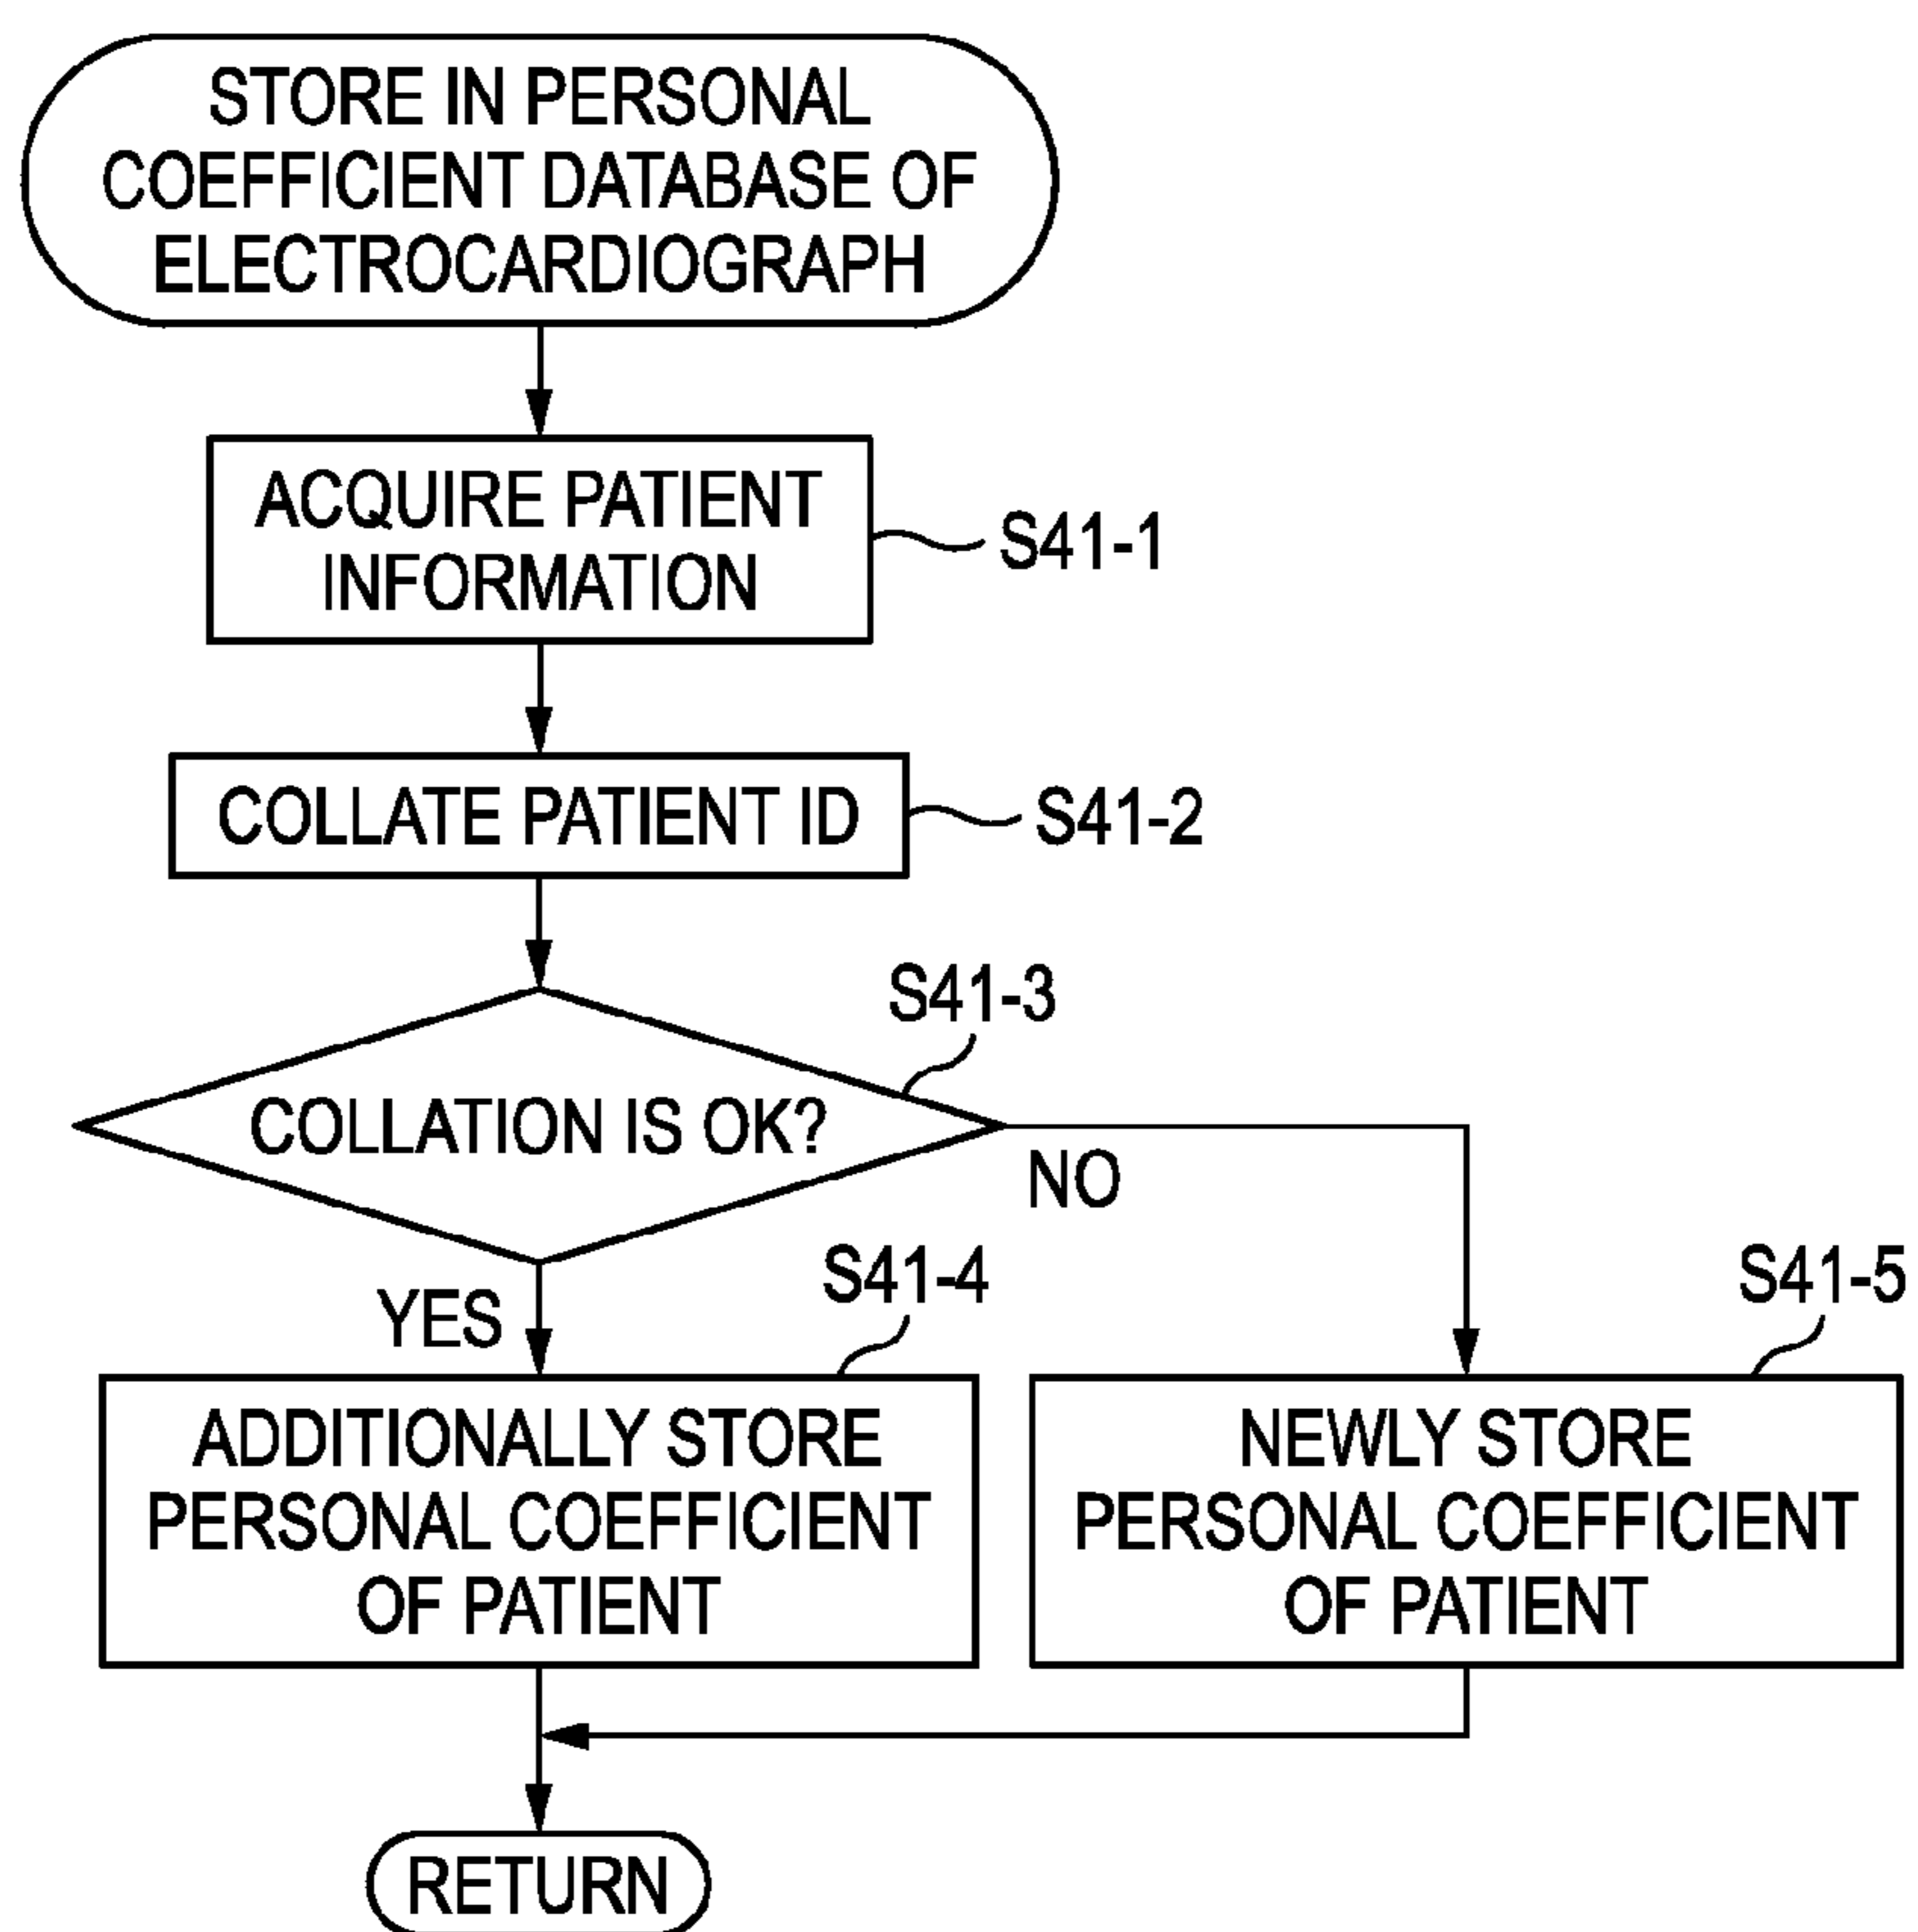 STORE IN PERSONAL
COEFFICIENT DATABASE OF
ELECTROCARDIOGRAPH
ACQUIRE PATIENT
INFORMATION
S41-1
COLLATE PATIENT ID
S41-2
S41-3
COLLATION IS OK?
NO
YES
S41-4
S41-5
ADDITIONALLY STORE
PERSONAL COEFFICIENT
OF PATIENT
NEWLY STORE
PERSONAL COEFFICIENT
OF PATIENT
RETURN